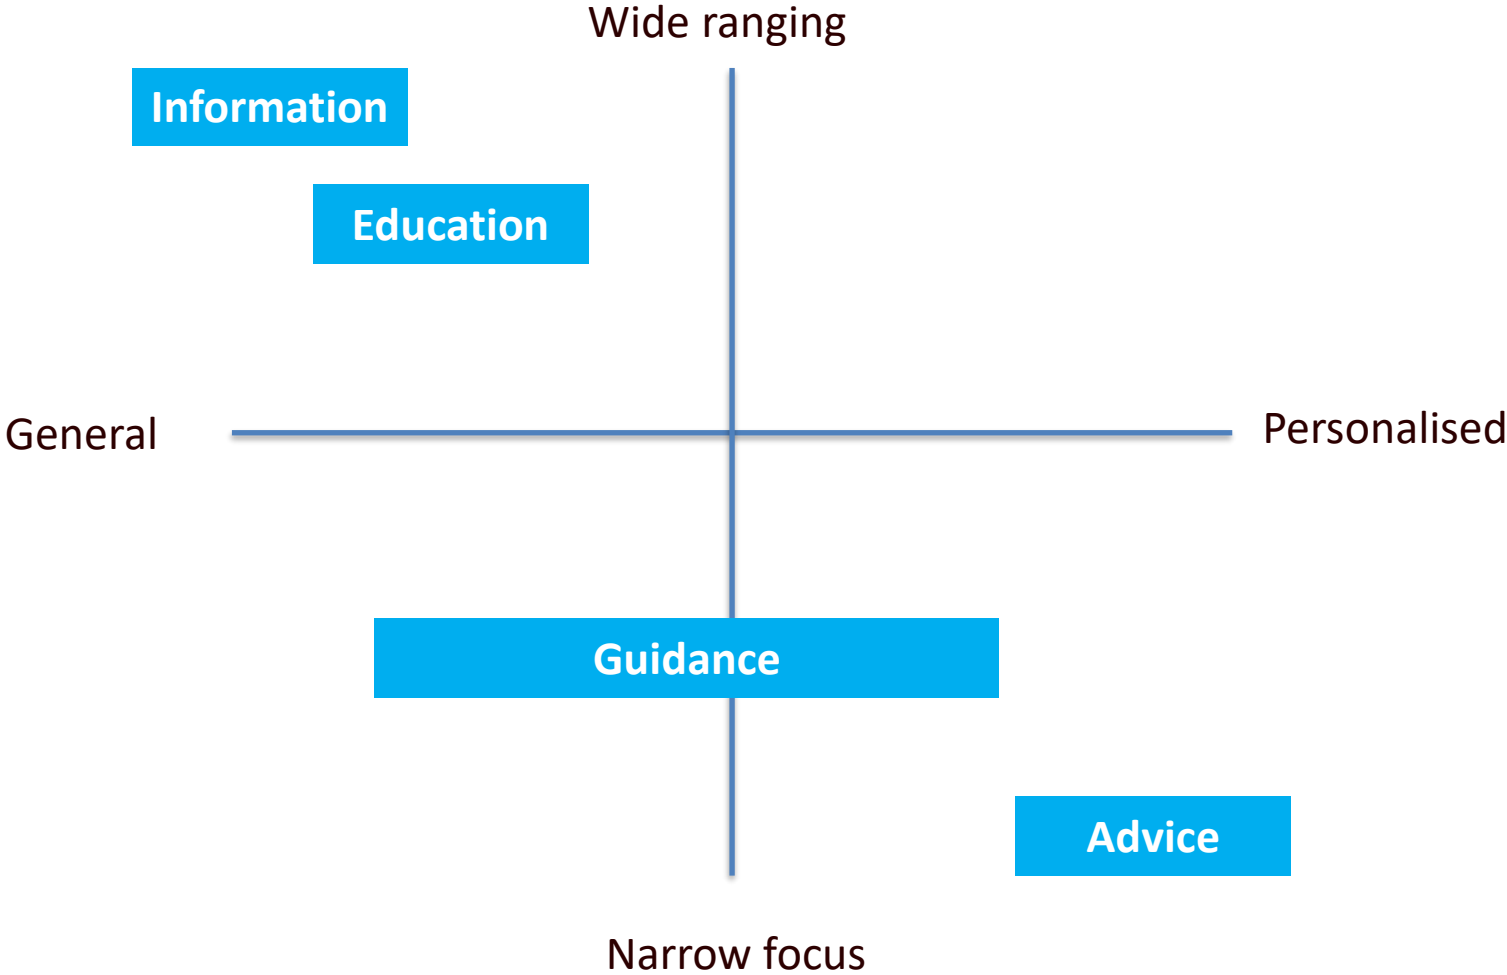 Wide ranging
Information
Education
General
Personalised
Guidance
Advice
Narrow focus